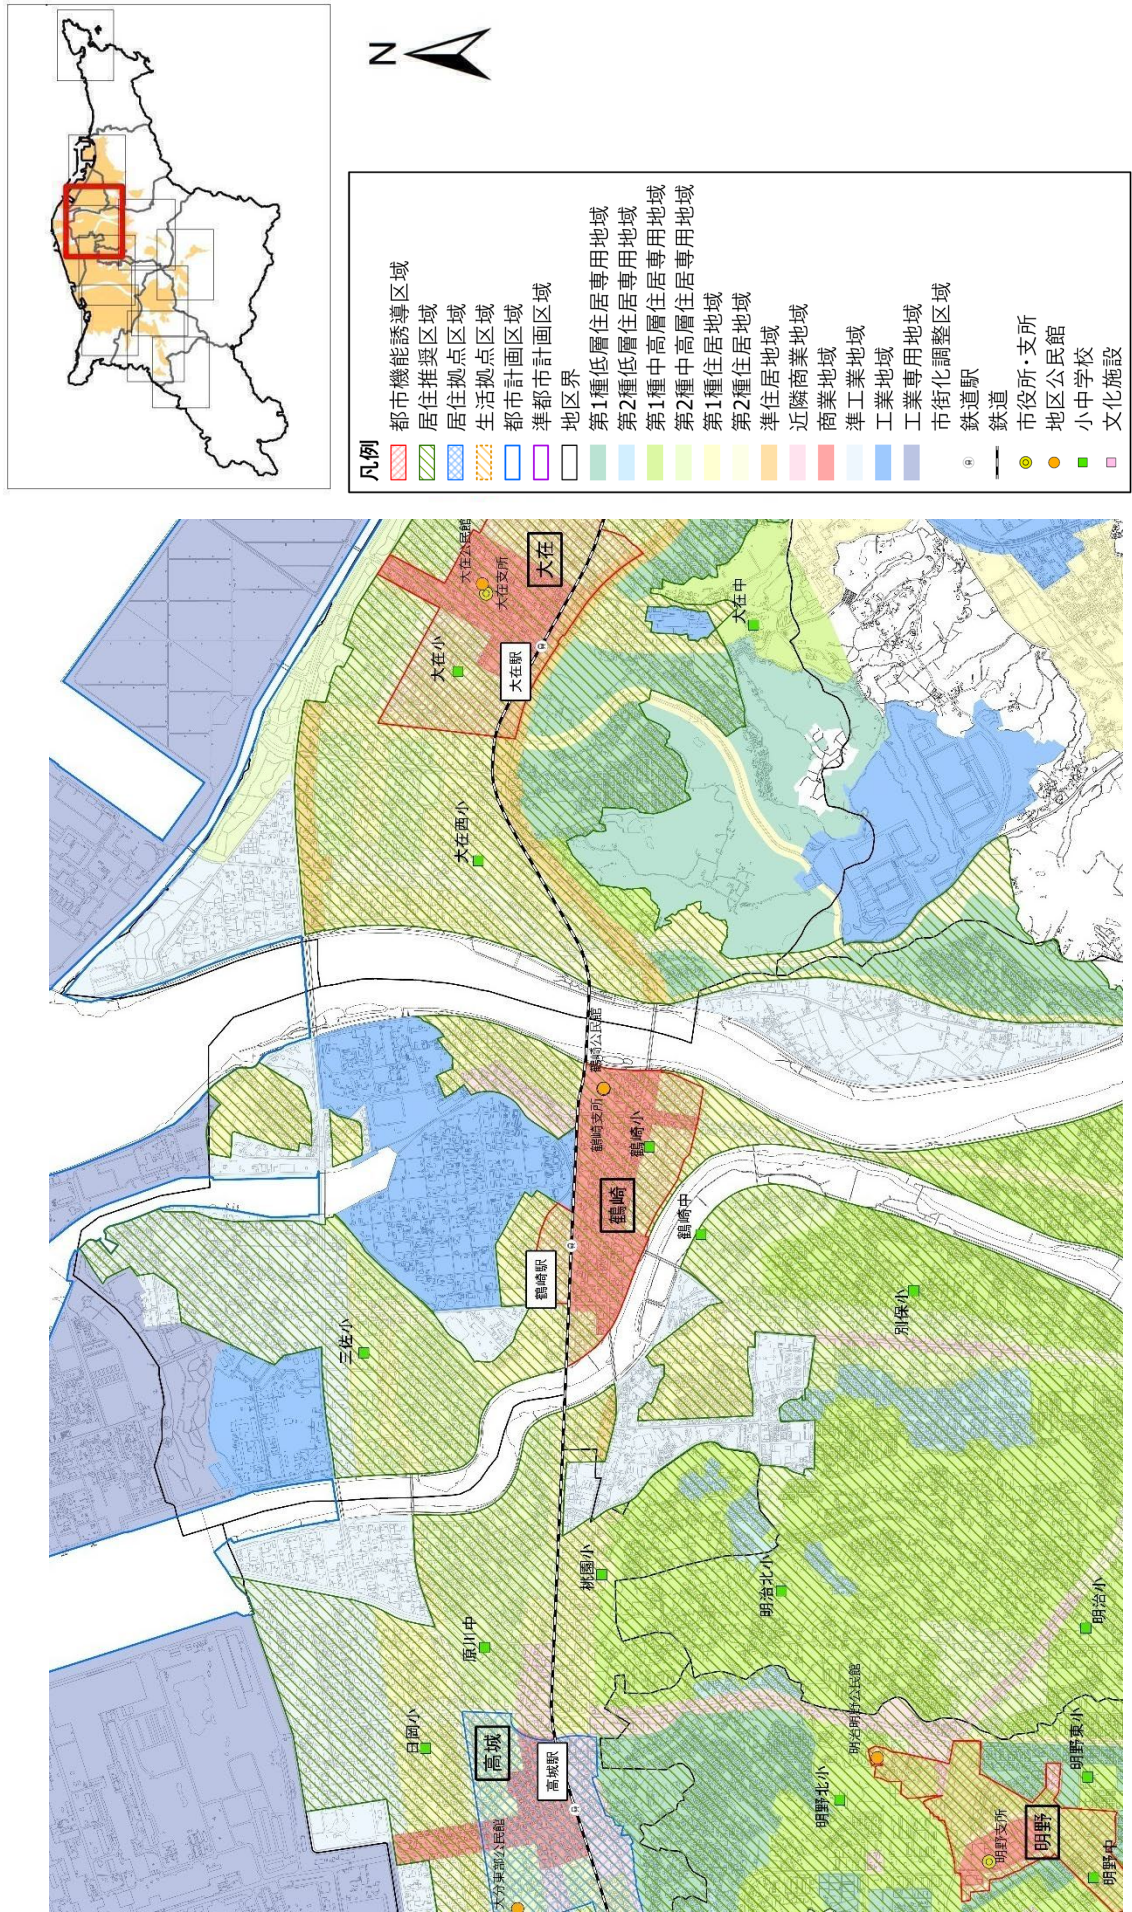 N
凡例
都市機能誘導区域
居住推奨区域
居住拠点区域
生活拠点区域
都市計画区域
準都市計画区域
地区界
第1種低層住居専用地域
第2種低層住居専用地域
第1種中高層住居専用地域
第2種中高層住居専用地域
第1種住居地域
第2種住居地域
準住居地域
近隣商業地域
商業地域
準工業地域
工業地域
工業専用地域
市街化調整区域
鉄道駅
鉄道
市役所・支所
地区公民館
小中学校
文化施設
大在公民館
大在支所
大在
大在小
大在駅
大在中
大在西小
鶴崎公民館
鶴崎支所
鶴崎小
鶴崎
鶴崎駅
鶴崎中
別保小
三佐小
桃園小
明治北小
明治小
原川中
日岡小
高城
高城駅
大分東部公民館
明治明野公民館
明野北小
明野東小
明野支所
明野
明野中